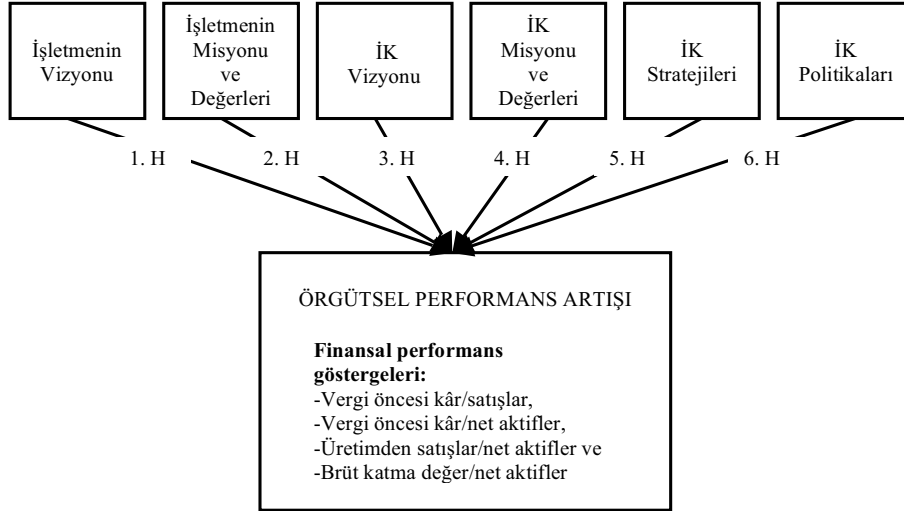 İşletmenin
Vizyonu
İşletmenin
Misyonu
ve
Değerleri
İK
Vizyonu
İK
Misyonu
ve
Değerleri
İK
Stratejileri
İK
Politikaları
1. H
2. H
3. H
4. H
5. H
6. H
ÖRGÜTSEL PERFORMANS ARTIŞI
Finansal performans
göstergeleri:
-Vergi öncesi kâr/satışlar,
-Vergi öncesi kâr/net aktifler,
-Üretimden satışlar/net aktifler ve
-Brüt katma değer/net aktifler